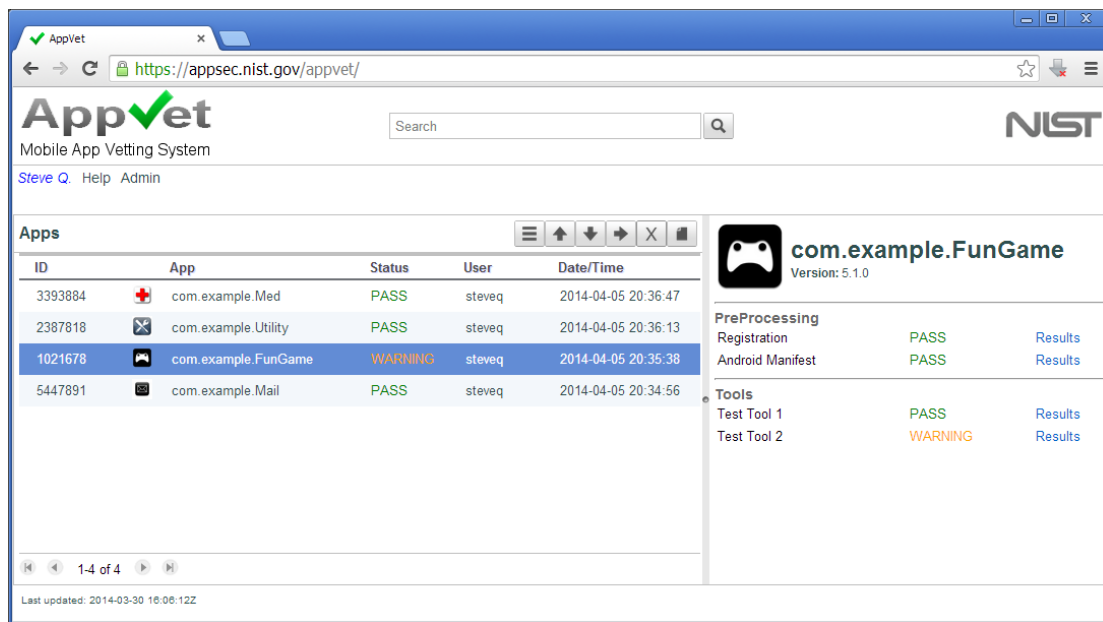 AppVet
https://appsec.nist.gov/appvet/
AppVet
Mobile App Vetting System
Search
NIST
Steve Q. Help Admin
Apps
ID App Status User Date/Time
3393884 com.example.Med PASS steveq 2014-04-05 20:36:47
2387818 com.example.Utility PASS steveq 2014-04-05 20:36:13
1021678 com.example.FunGame WARNING steveq 2014-04-05 20:35:38
5447891 com.example.Mail PASS steveq 2014-04-05 20:34:56
1-4 of 4
com.example.FunGame
Version: 5.1.0
PreProcessing
Registration PASS Results
Android Manifest PASS Results
Tools
Test Tool 1 PASS Results
Test Tool 2 WARNING Results
Last updated: 2014-03-30 16:06:12Z